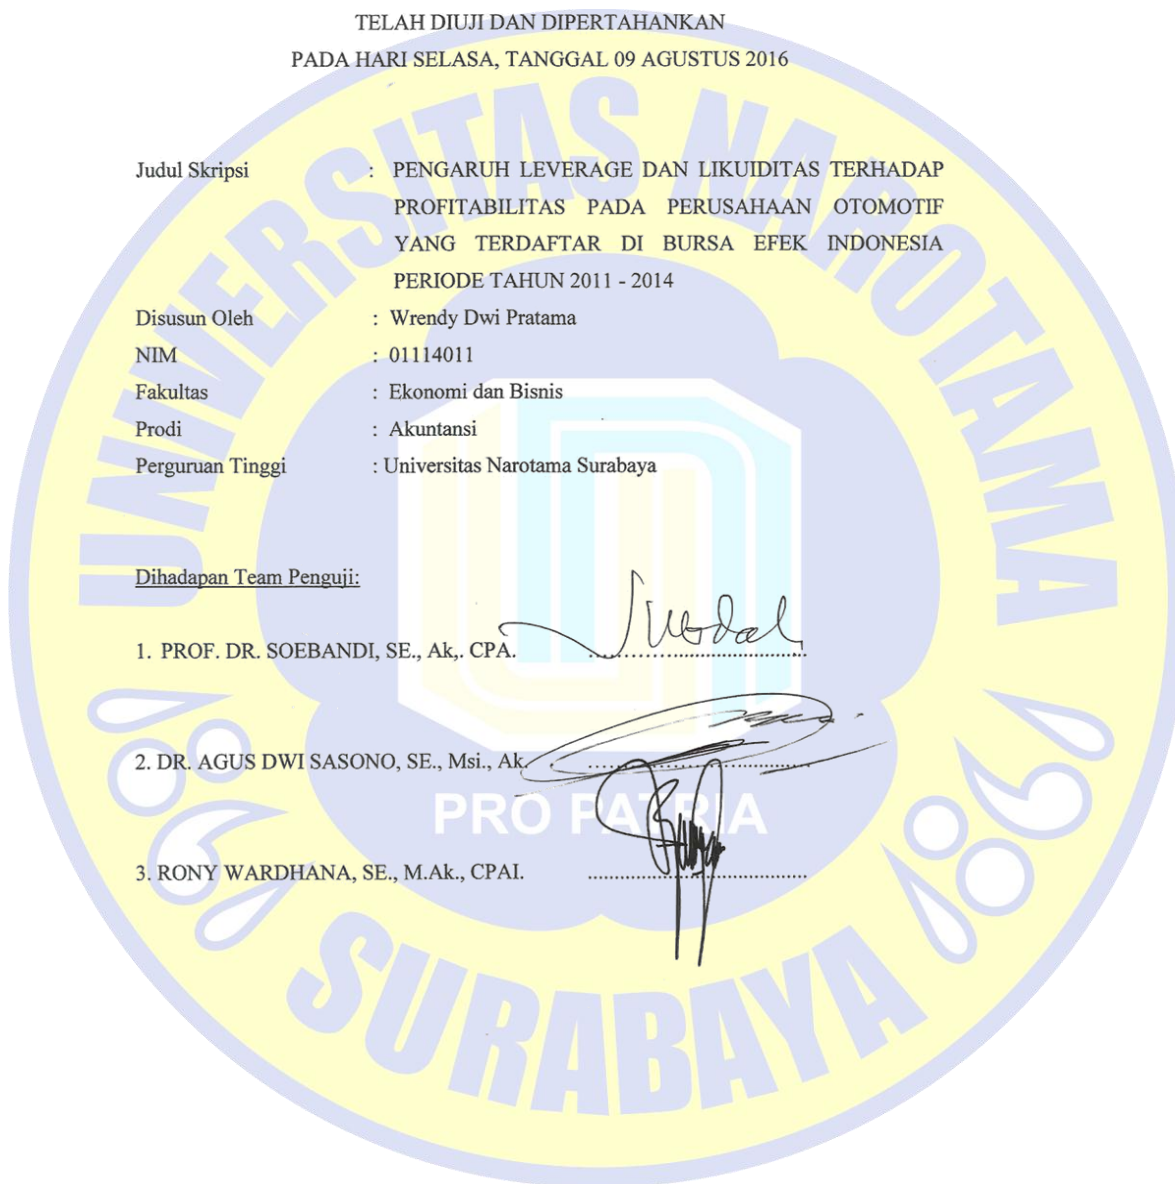 TELAH DIUJI DAN DIPERTAHANKAN
PADA HARI SELASA, TANGGAL 09 AGUSTUS 2016
Judul Skripsi : PENGARUH LEVERAGE DAN LIKUIDITAS TERHADAP
PROFITABILITAS PADA PERUSAHAAN OTOMOTIF
YANG TERDAFTAR DI BURSA EFEK INDONESIA
PERIODE TAHUN 2011 - 2014
Disusun Oleh : Wrendy Dwi Pratama
NIM : 01114011
Fakultas : Ekonomi dan Bisnis
Prodi : Akuntansi
Perguruan Tinggi : Universitas Narotama Surabaya
Dihadapan Team Penguji:
1. PROF. DR. SOEBANDI, SE., Ak,. CPA. ........................................
2. DR. AGUS DWI SASONO, SE., Msi., Ak. ........................................
3. RONY WARDHANA, SE., M.Ak., CPAI. ........................................
UNIVERSITAS NAROTAMA
PRO PATRIA
SURABAYA